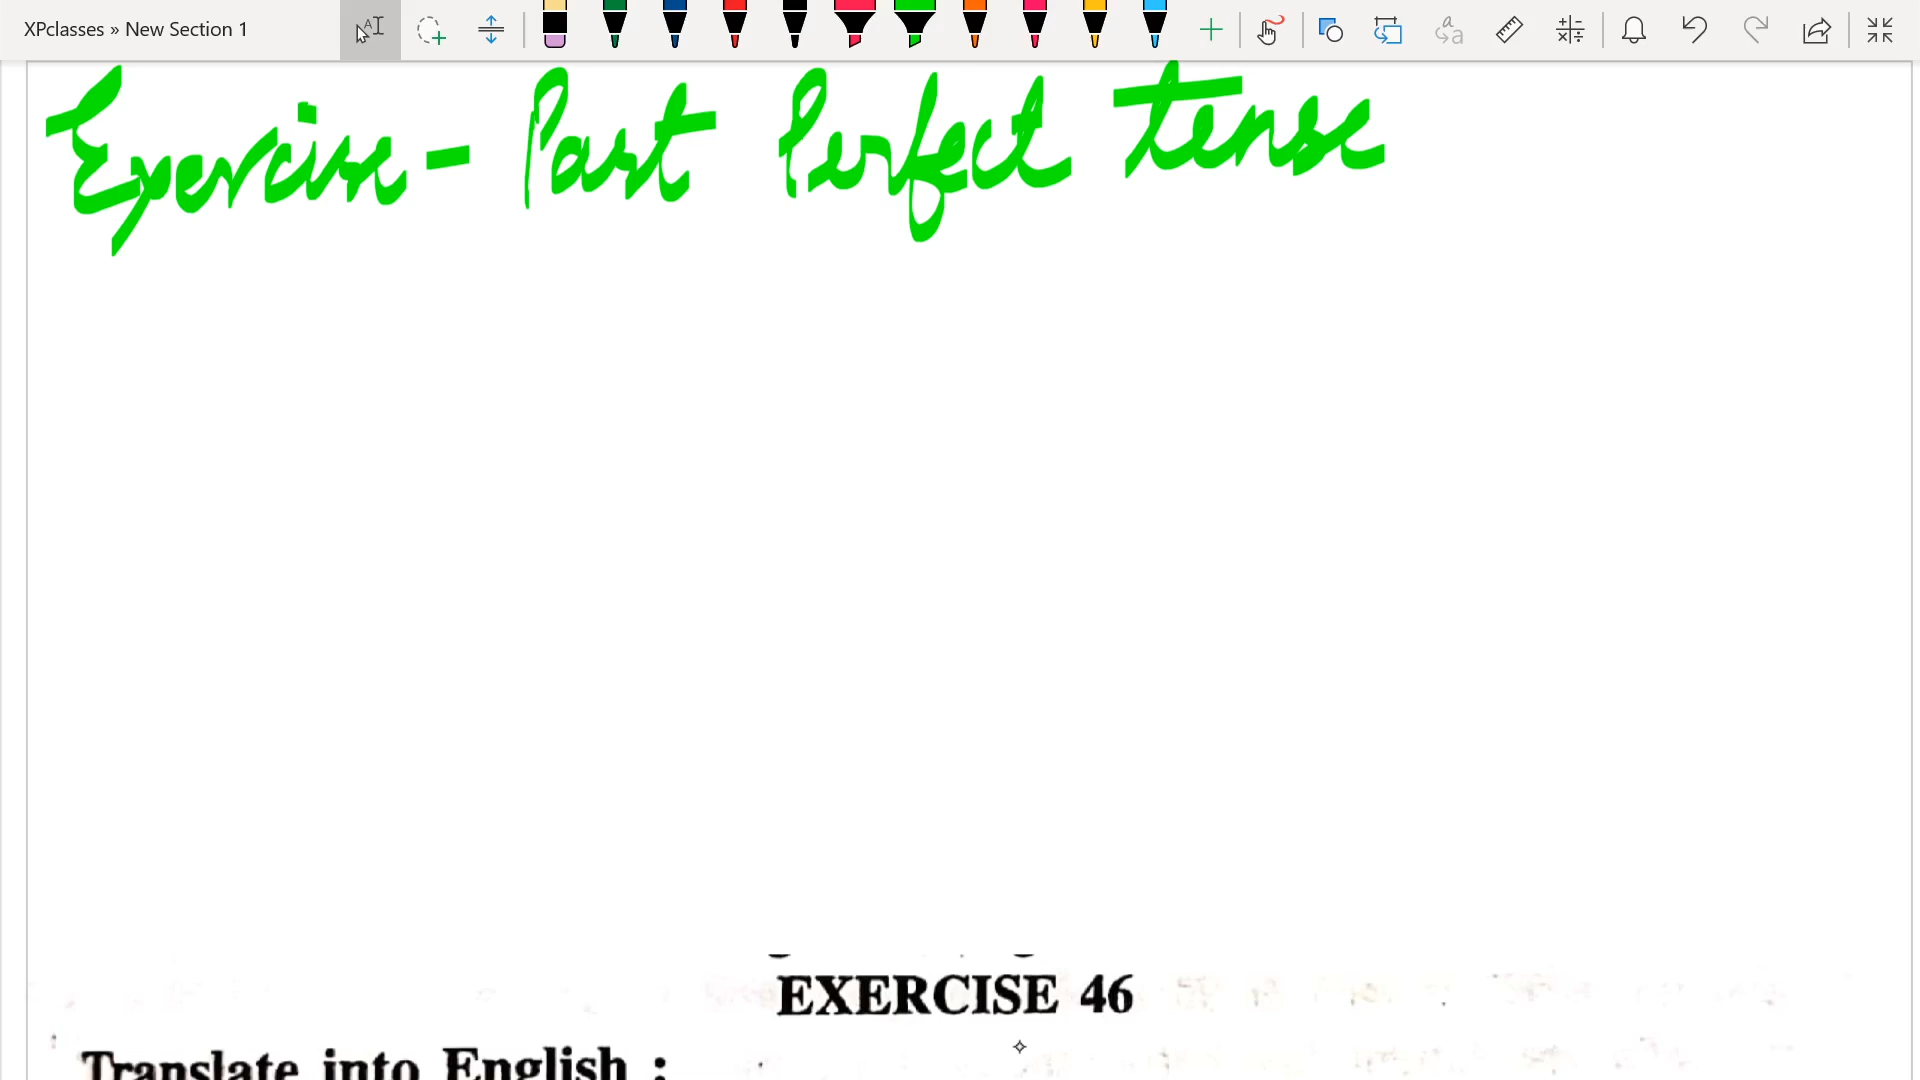 XPclasses » New Section 1
Exercise - Past Perfect tense
EXERCISE 46
Translate into English :